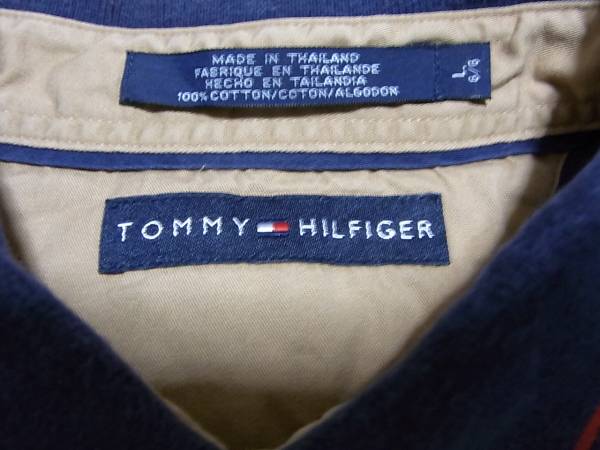 MADE IN THAILAND
FABRIQUE EN THAILANDE
HECHO EN TAILANDIA
100% COTTON/COTON/ALGODON
L
G/G
TOMMY HILFIGER